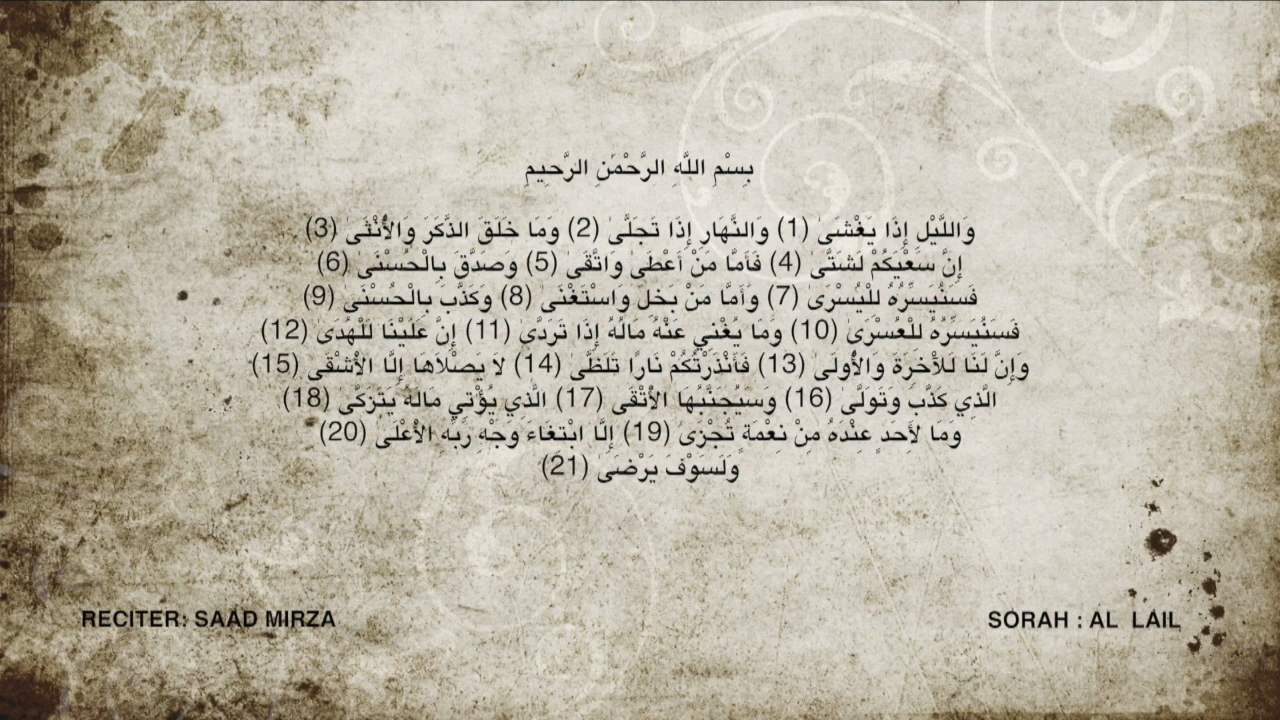 بِسْمِ اللَّهِ الرَّحْمَٰنِ الرَّحِيمِ
وَاللَّيْلِ إِذَا يَغْشَىٰ (1) وَالنَّهَارِ إِذَا تَجَلَّىٰ (2) وَمَا خَلَقَ الذَّكَرَ وَالْأُنْثَىٰ (3)
إِنَّ سَعْيَكُمْ لَشَتَّىٰ (4) فَأَمَّا مَنْ أَعْطَىٰ وَاتَّقَىٰ (5) وَصَدَّقَ بِالْحُسْنَىٰ (6)
فَسَنُيَسِّرُهُ لِلْيُسْرَىٰ (7) وَأَمَّا مَنْ بَخِلَ وَاسْتَغْنَىٰ (8) وَكَذَّبَ بِالْحُسْنَىٰ (9)
فَسَنُيَسِّرُهُ لِلْعُسْرَىٰ (10) وَمَا يُغْنِي عَنْهُ مَالُهُ إِذَا تَرَدَّىٰ (11) إِنَّ عَلَيْنَا لَلْهُدَىٰ (12)
وَإِنَّ لَنَا لَلْآخِرَةَ وَالْأُولَىٰ (13) فَأَنْذَرْتُكُمْ نَارًا تَلَظَّىٰ (14) لَا يَصْلَاهَا إِلَّا الْأَشْقَى (15)
الَّذِي كَذَّبَ وَتَوَلَّىٰ (16) وَسَيُجَنَّبُهَا الْأَتْقَى (17) الَّذِي يُؤْتِي مَالَهُ يَتَزَكَّىٰ (18)
وَمَا لِأَحَدٍ عِنْدَهُ مِنْ نِعْمَةٍ تُجْزَىٰ (19) إِلَّا ابْتِغَاءَ وَجْهِ رَبِّهِ الْأَعْلَىٰ (20)
وَلَسَوْفَ يَرْضَىٰ (21)
RECITER: SAAD MIRZA
SORAH : AL LAIL